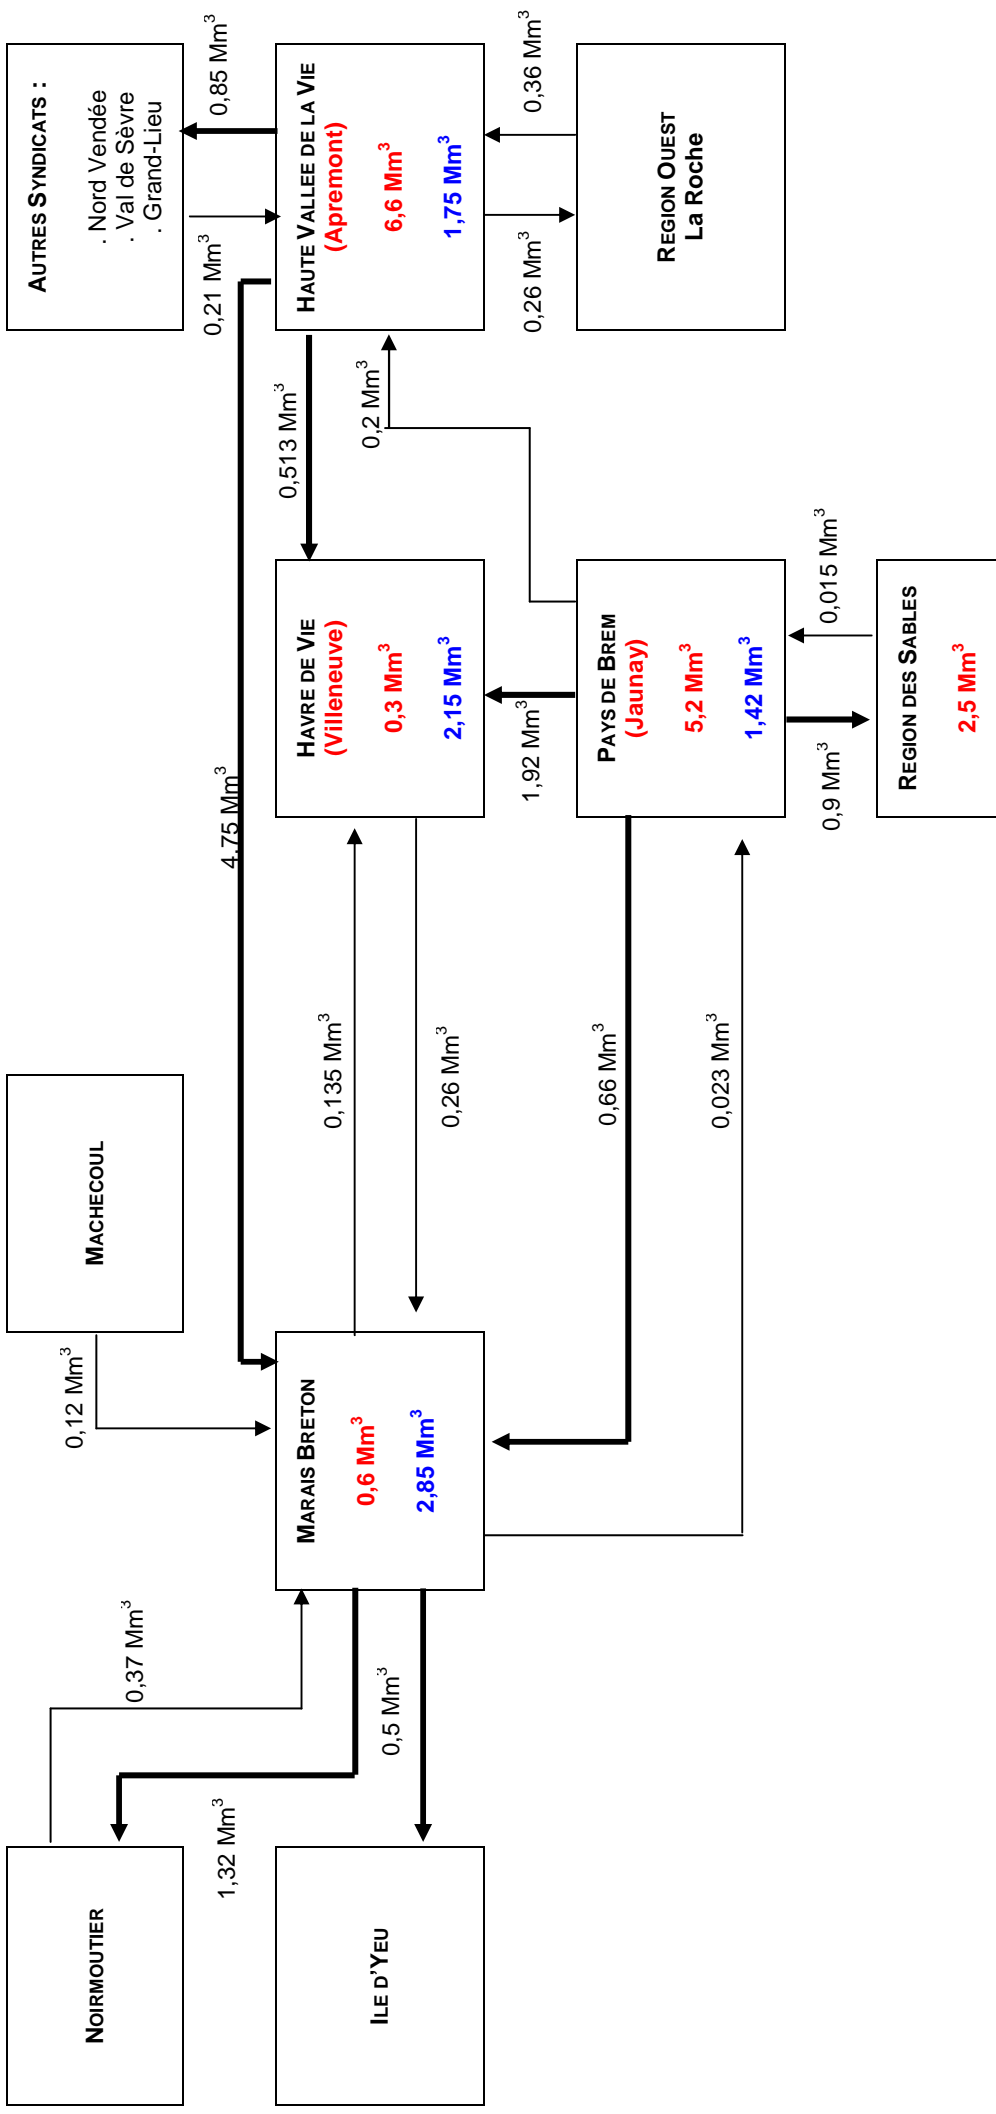 NOIRMOUTIER
1,32 Mm³
0,37 Mm³
ILE D'YEU
0,5 Mm³
MACHECOUL
0,12 Mm³
MARAIS BRETON
0,6 Mm³
2,85 Mm³
4,75 Mm³
0,135 Mm³
0,26 Mm³
0,66 Mm³
0,023 Mm³
AUTRES SYNDICATS :
. Nord Vendée
. Val de Sèvre
. Grand-Lieu
0,21 Mm³
0,85 Mm³
HAVRE DE VIE
(Villeneuve)
0,3 Mm³
2,15 Mm³
0,513 Mm³
HAUTE VALLEE DE LA VIE
(Apremont)
6,6 Mm³
1,75 Mm³
0,2 Mm³
1,92 Mm³
0,26 Mm³
0,36 Mm³
PAYS DE BREM
(Jaunay)
5,2 Mm³
1,42 Mm³
REGION OUEST
La Roche
0,9 Mm³
0,015 Mm³
REGION DES SABLES
2,5 Mm³